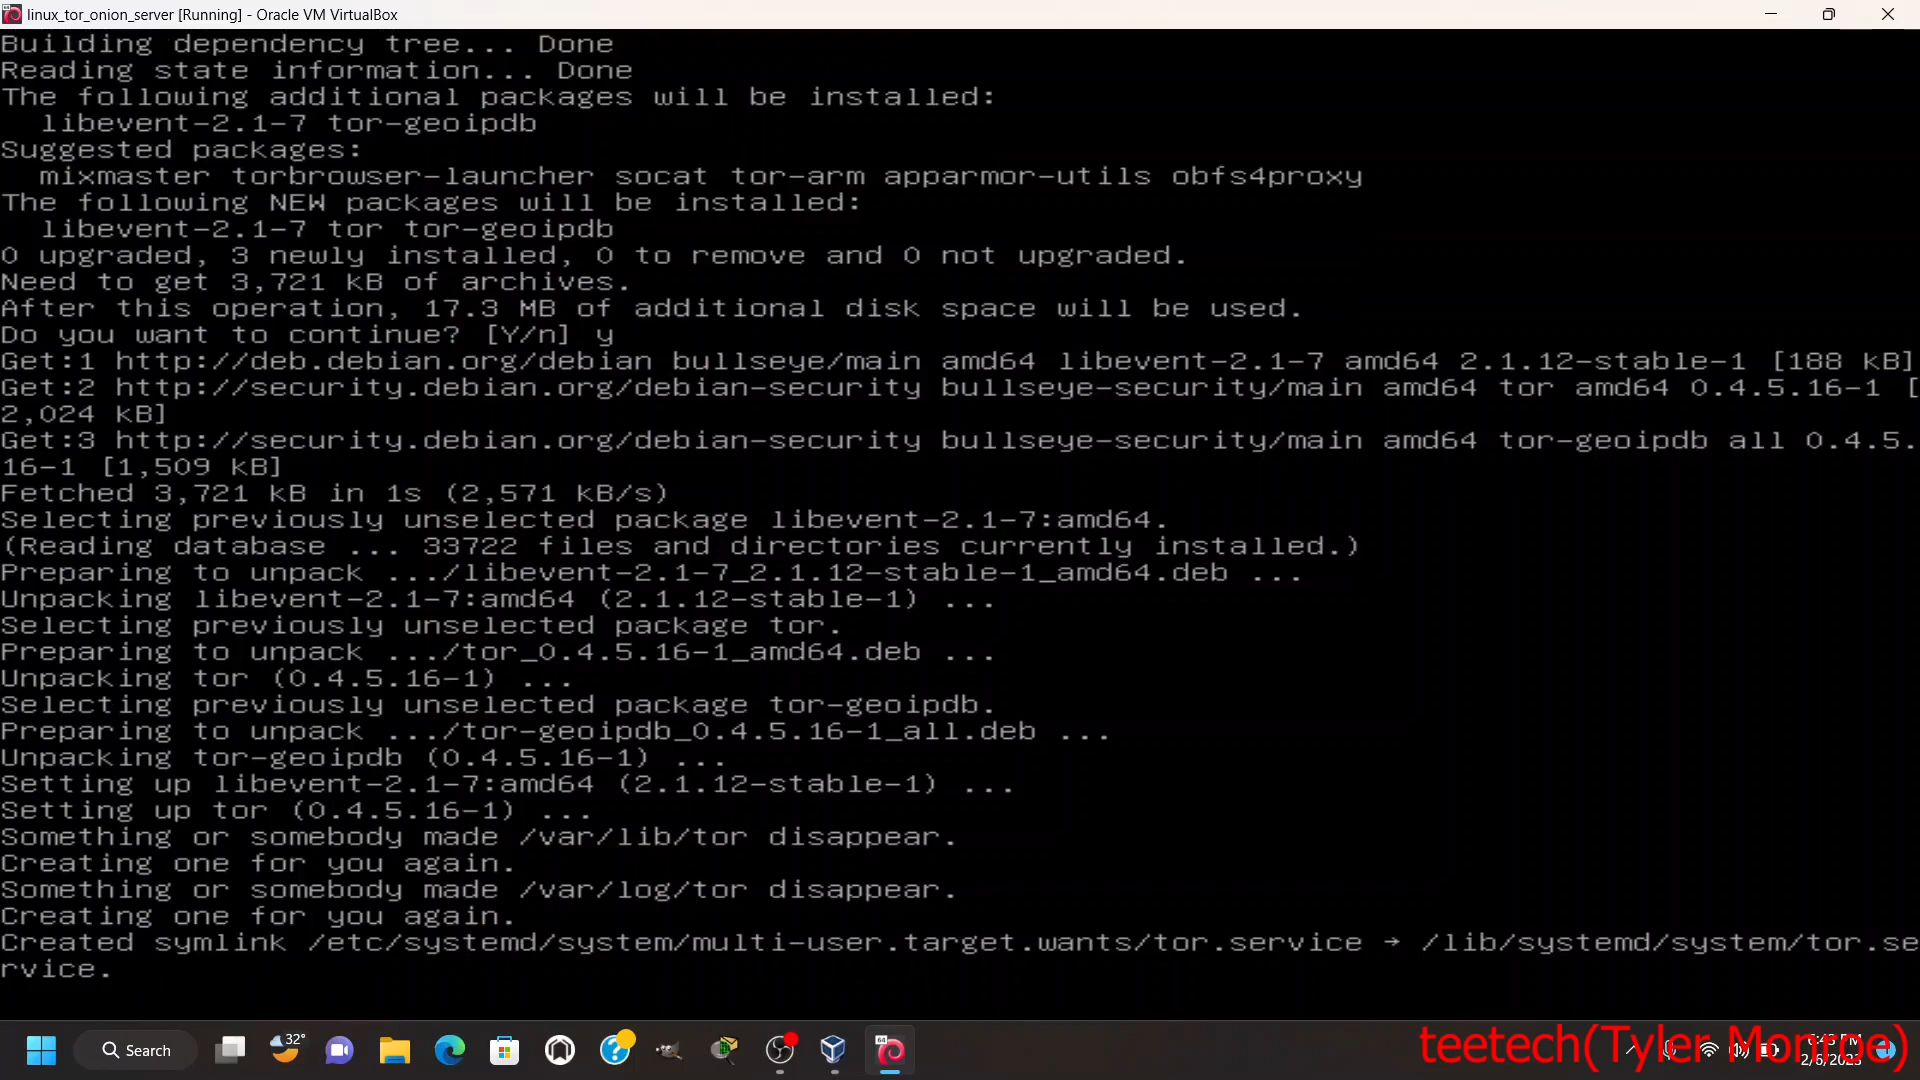 linux_tor_onion_server [Running] - Oracle VM VirtualBox
Building dependency tree... Done
Reading state information... Done
The following additional packages will be installed:
  libevent-2.1-7 tor-geoipdb
Suggested packages:
  mixmaster torbrowser-launcher socat tor-arm apparmor-utils obfs4proxy
The following NEW packages will be installed:
  libevent-2.1-7 tor tor-geoipdb
0 upgraded, 3 newly installed, 0 to remove and 0 not upgraded.
Need to get 3,721 kB of archives.
After this operation, 17.3 MB of additional disk space will be used.
Do you want to continue? [Y/n] y
Get:1 http://deb.debian.org/debian bullseye/main amd64 libevent-2.1-7 amd64 2.1.12-stable-1 [188 kB]
Get:2 http://security.debian.org/debian-security bullseye-security/main amd64 tor amd64 0.4.5.16-1 [
2,024 kB]
Get:3 http://security.debian.org/debian-security bullseye-security/main amd64 tor-geoipdb all 0.4.5.
16-1 [1,509 kB]
Fetched 3,721 kB in 1s (2,571 kB/s)
Selecting previously unselected package libevent-2.1-7:amd64.
(Reading database ... 33722 files and directories currently installed.)
Preparing to unpack .../libevent-2.1-7_2.1.12-stable-1_amd64.deb ...
Unpacking libevent-2.1-7:amd64 (2.1.12-stable-1) ...
Selecting previously unselected package tor.
Preparing to unpack .../tor_0.4.5.16-1_amd64.deb ...
Unpacking tor (0.4.5.16-1) ...
Selecting previously unselected package tor-geoipdb.
Preparing to unpack .../tor-geoipdb_0.4.5.16-1_all.deb ...
Unpacking tor-geoipdb (0.4.5.16-1) ...
Setting up libevent-2.1-7:amd64 (2.1.12-stable-1) ...
Setting up tor (0.4.5.16-1) ...
Something or somebody made /var/lib/tor disappear.
Creating one for you again.
Something or somebody made /var/log/tor disappear.
Creating one for you again.
Created symlink /etc/systemd/system/multi-user.target.wants/tor.service → /lib/systemd/system/tor.se
rvice.
Search
32°
64
teetech(Tyler Monroe)